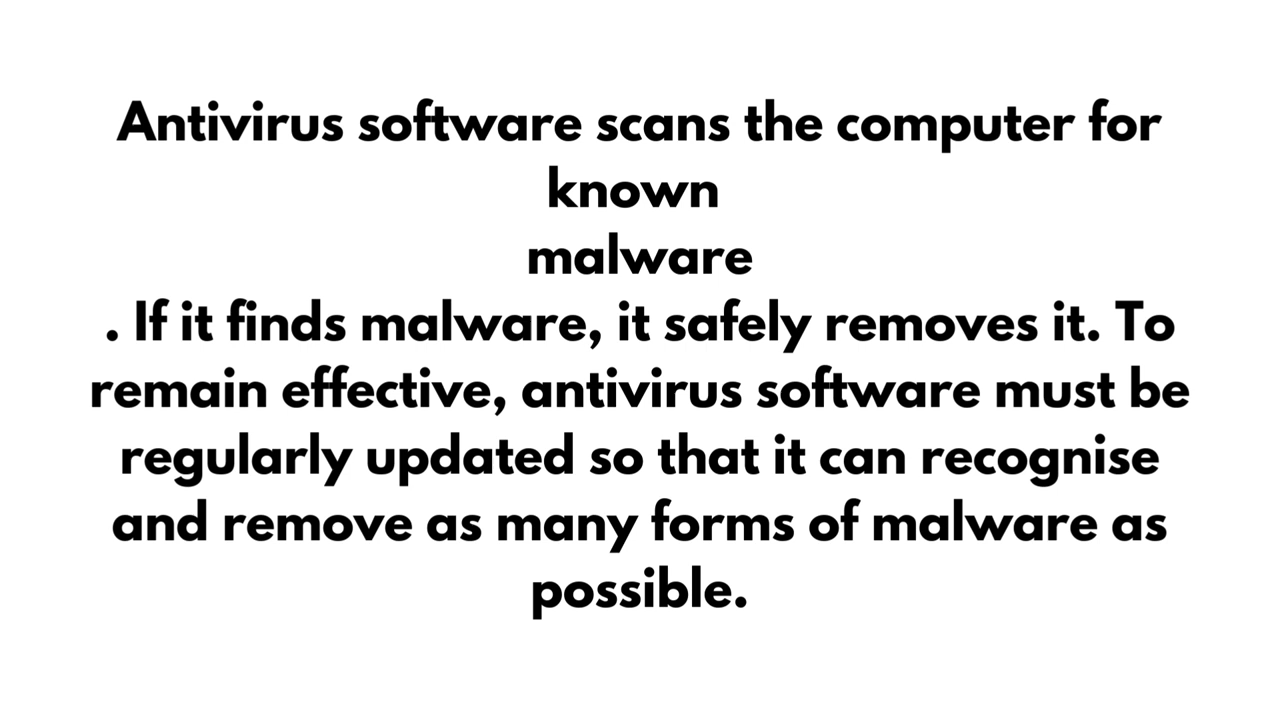 Antivirus software scans the computer for
known
malware
. If it finds malware, it safely removes it. To
remain effective, antivirus software must be
regularly updated so that it can recognise
and remove as many forms of malware as
possible.